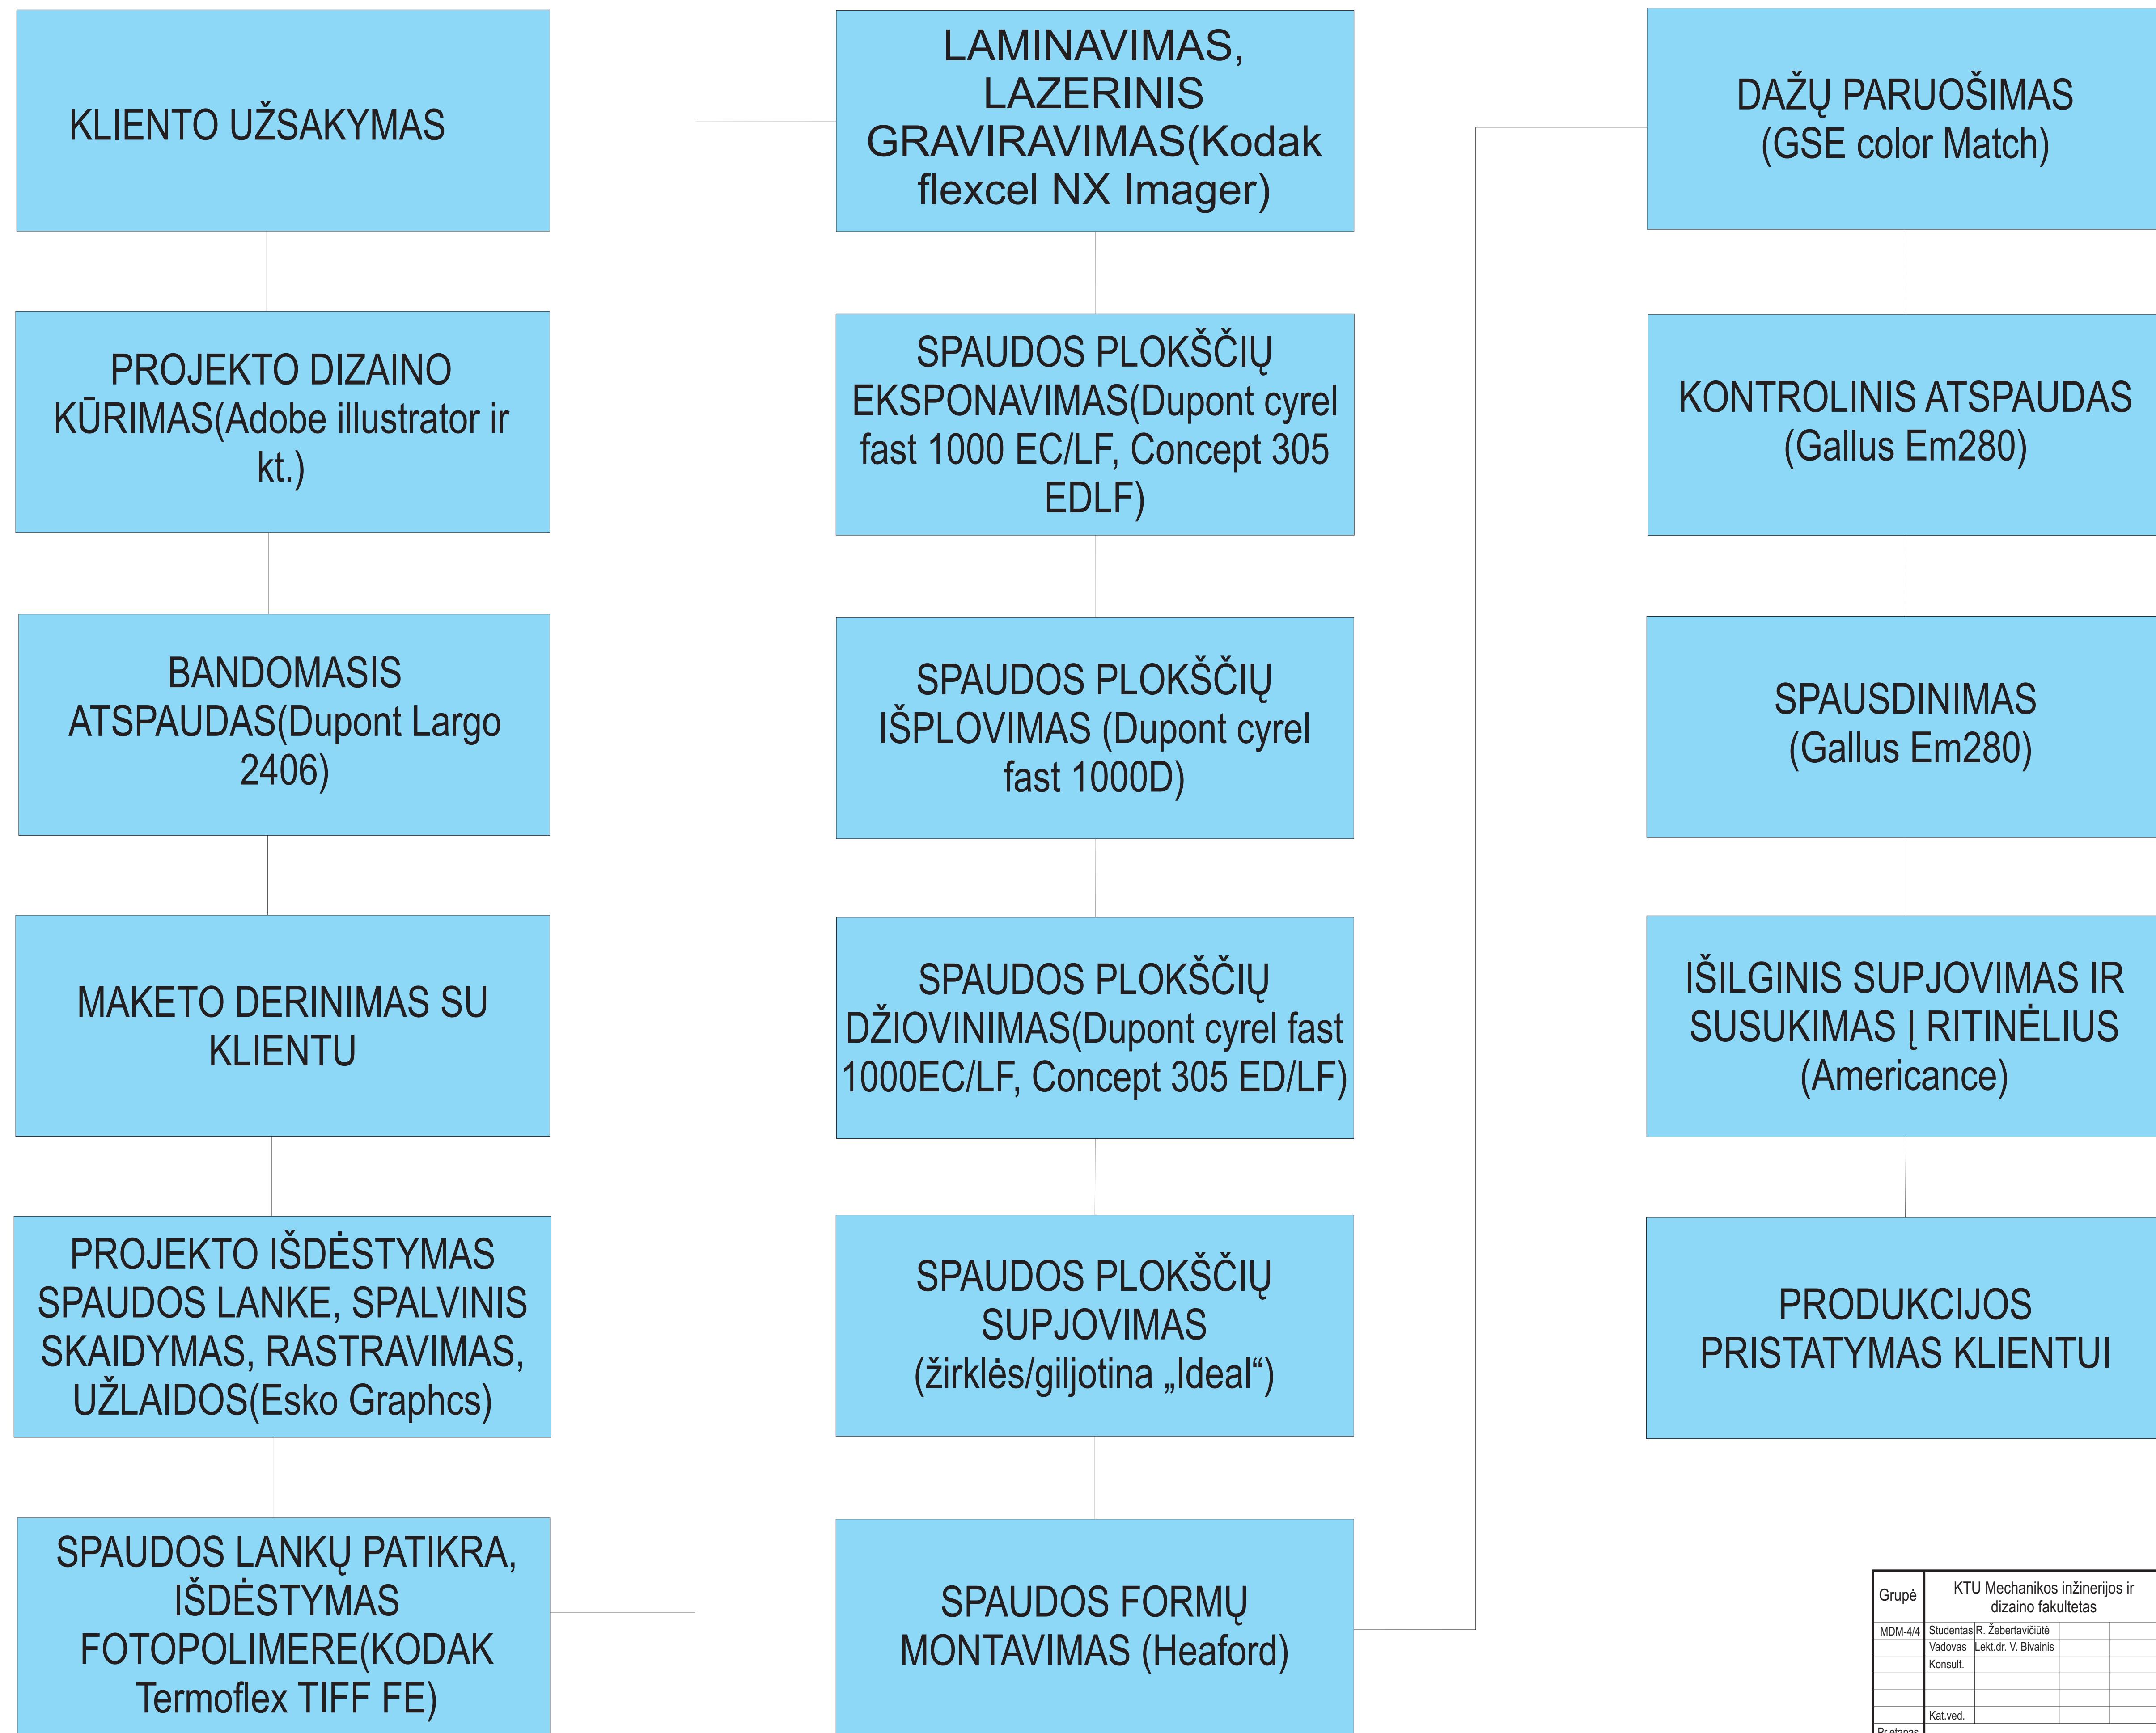 KLIENTO UŽSAKYMAS
PROJEKTO DIZAINO
KŪRIMAS(Adobe illustrator ir
kt.)
BANDOMASIS
ATSPAUDAS(Dupont Largo
2406)
MAKETO DERINIMAS SU
KLIENTU
PROJEKTO IŠDĖSTYMAS
SPAUDOS LANKE, SPALVINIS
SKAIDYMAS, RASTRAVIMAS,
UŽLAIDOS(Esko Graphcs)
SPAUDOS LANKŲ PATIKRA,
IŠDĖSTYMAS
FOTOPOLIMERE(KODAK
Termoflex TIFF FE)
LAMINAVIMAS,
LAZERINIS
GRAVIRAVIMAS(Kodak
flexcel NX Imager)
SPAUDOS PLOKŠČIŲ
EKSPONAVIMAS(Dupont cyrel
fast 1000 EC/LF, Concept 305
EDLF)
SPAUDOS PLOKŠČIŲ
IŠPLOVIMAS (Dupont cyrel
fast 1000D)
SPAUDOS PLOKŠČIŲ
DŽIOVINIMAS(Dupont cyrel fast
1000EC/LF, Concept 305 ED/LF)
SPAUDOS PLOKŠČIŲ
SUPJOVIMAS
(žirklės/giljotina „Ideal“)
SPAUDOS FORMŲ
MONTAVIMAS (Heaford)
DAŽŲ PARUOŠIMAS
(GSE color Match)
KONTROLINIS ATSPAUDAS
(Gallus Em280)
SPAUSDINIMAS
(Gallus Em280)
IŠILGINIS SUPJOVIMAS IR
SUSUKIMAS Į RITINĖLIUS
(Americance)
PRODUKCIJOS
PRISTATYMAS KLIENTUI
Grupė
KTU Mechanikos inžinerijos ir
dizaino fakultetas
MDM-4/4 Studentas R. Žebertavičiūtė
Vadovas Lekt.dr. V. Bivainis
Konsult.
Kat.ved.
Pr.etapas